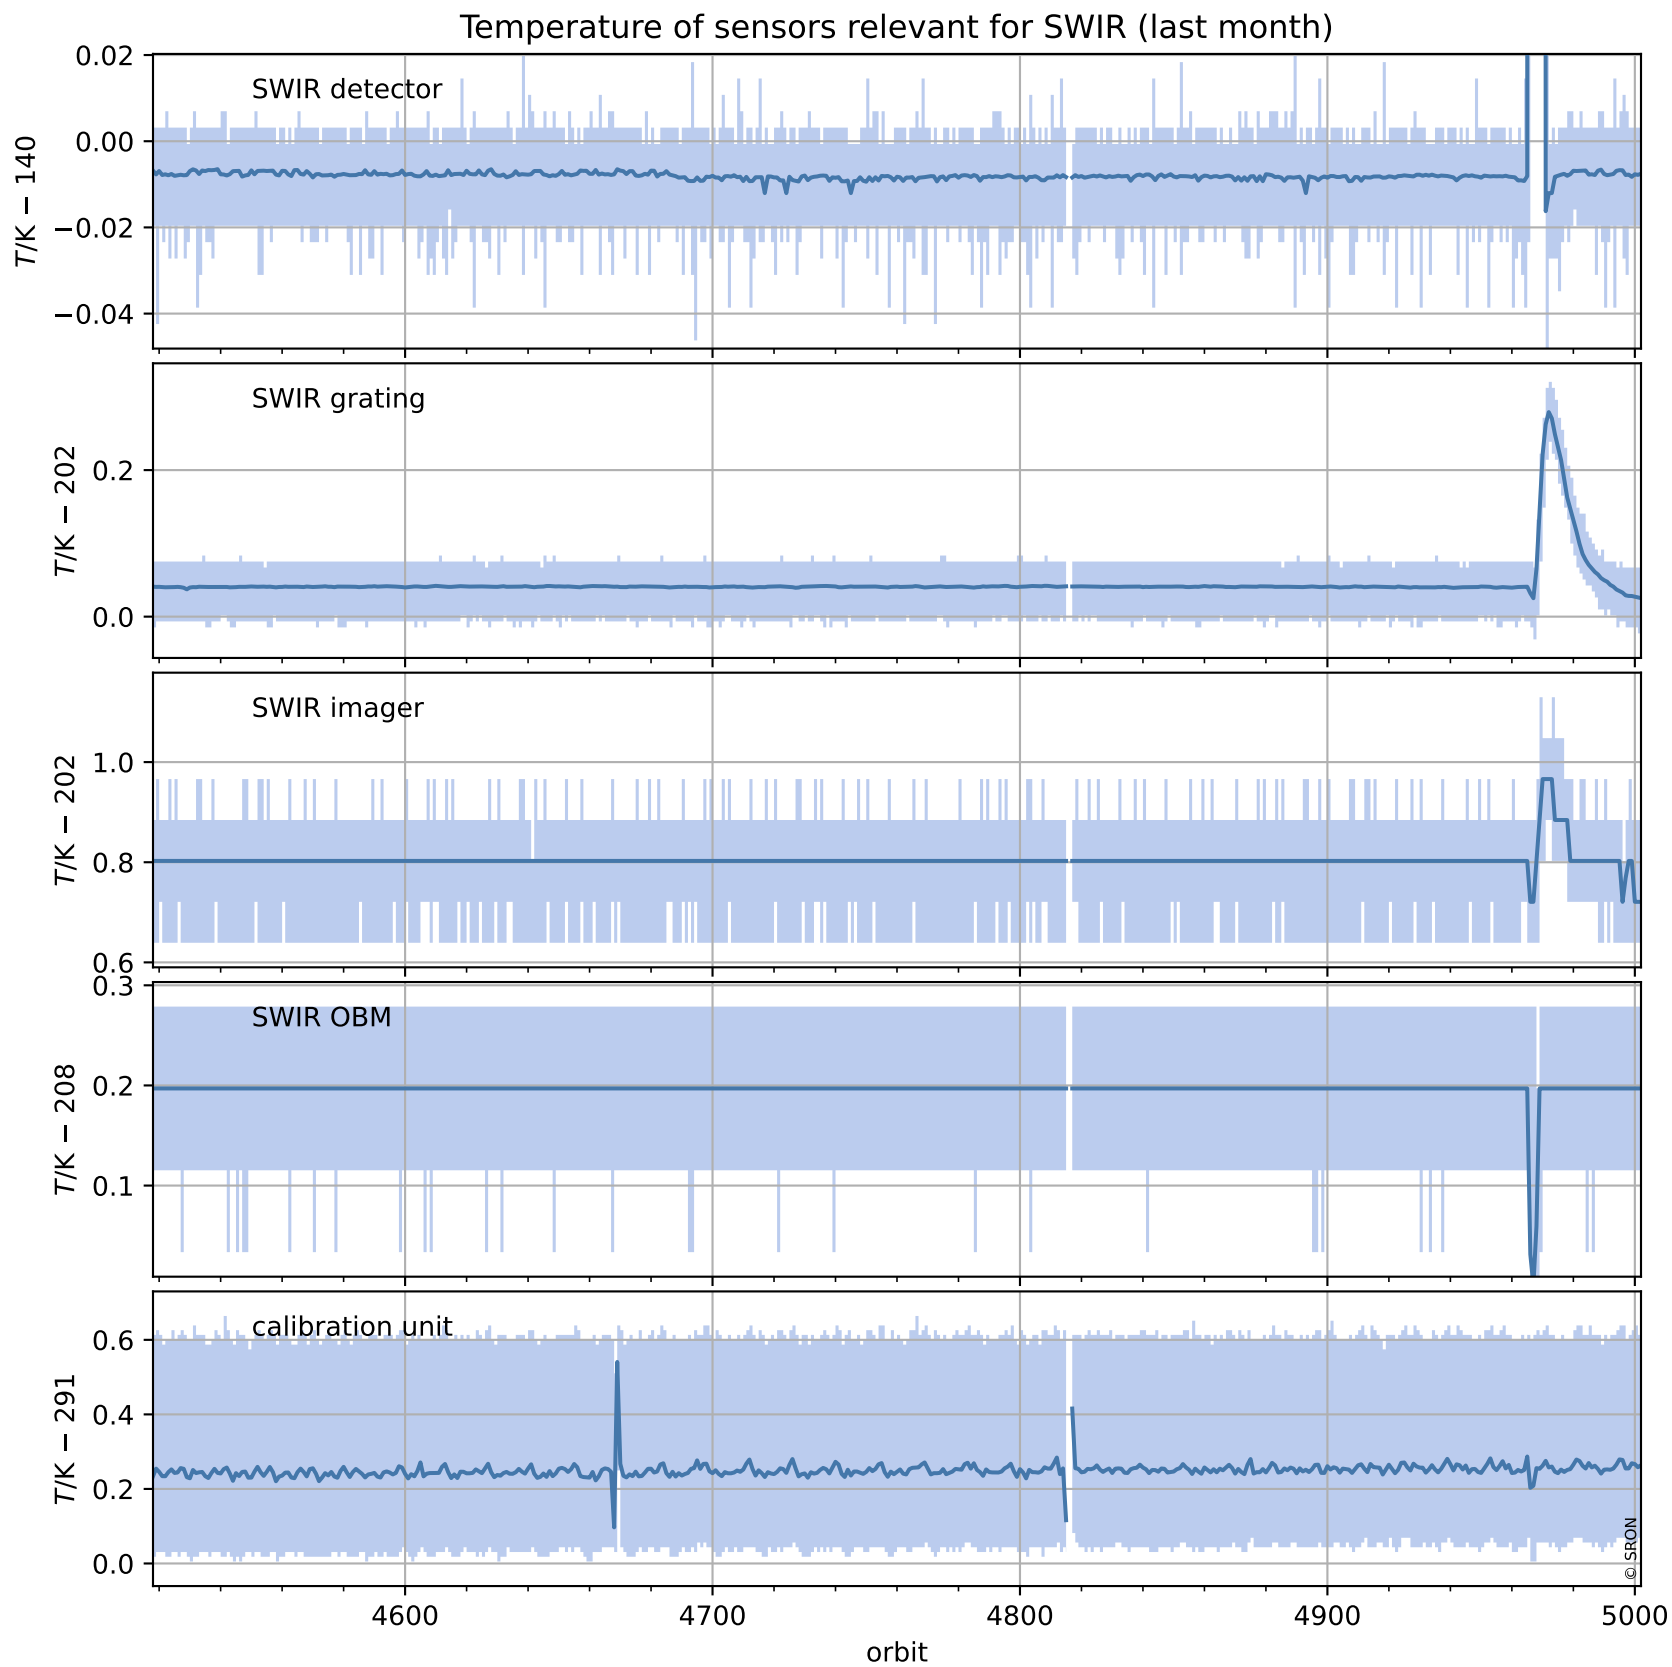 Temperature of sensors relevant for SWIR (last month)
SWIR detector
T/K − 140
0.02
0.00
−0.02
−0.04
SWIR grating
T/K − 202
0.2
0.0
SWIR imager
T/K − 202
1.0
0.8
0.6
SWIR OBM
T/K − 208
0.3
0.2
0.1
calibration unit
T/K − 291
0.6
0.4
0.2
0.0
© SRON
4600 4700 4800 4900 5000
orbit